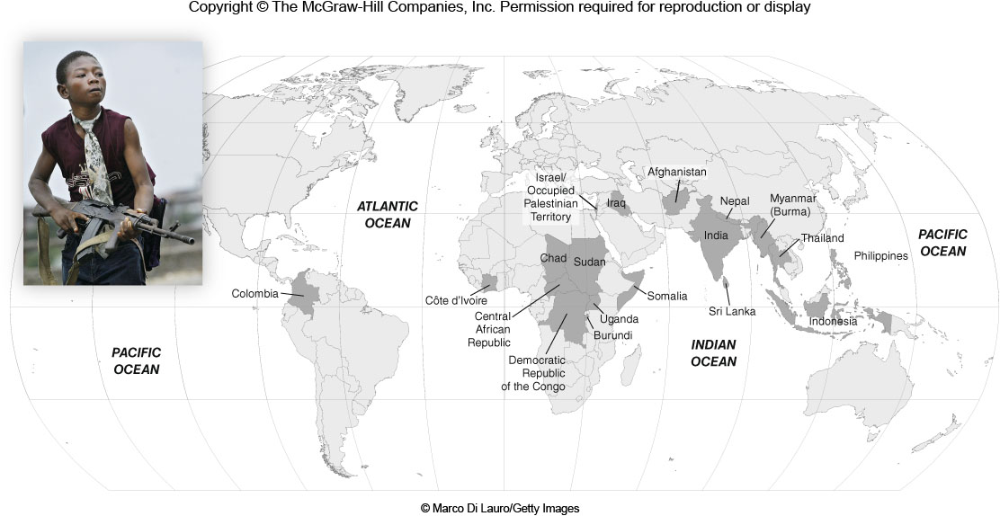 Copyright © The McGraw-Hill Companies, Inc. Permission required for reproduction or display
Afghanistan
Israel/
Occupied
Palestinian
Territory
Iraq
Nepal
Myanmar
(Burma)
ATLANTIC
OCEAN
India
Thailand
PACIFIC
OCEAN
Chad
Sudan
Philippines
Colombia
Côte d'Ivoire
Somalia
Sri Lanka
Central
African
Republic
Uganda
Burundi
Indonesia
PACIFIC
OCEAN
INDIAN
OCEAN
Democratic
Republic
of the Congo
© Marco Di Lauro/Getty Images